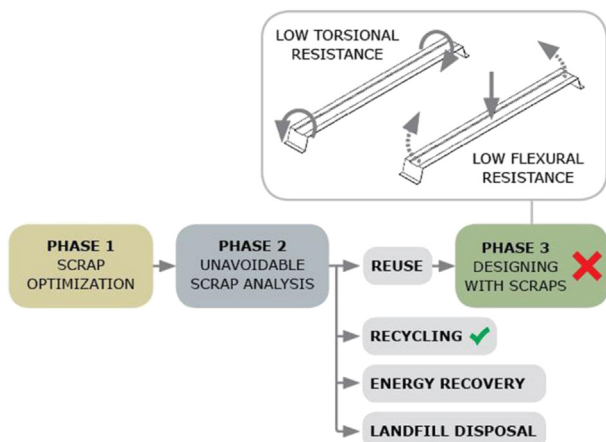 LOW TORSIONAL
RESISTANCE
LOW FLEXURAL
RESISTANCE
PHASE 1
SCRAP
OPTIMIZATION
PHASE 2
UNAVOIDABLE
SCRAP ANALYSIS
REUSE
PHASE 3
DESIGNING
WITH SCRAPS
RECYCLING
ENERGY RECOVERY
LANDFILL DISPOSAL